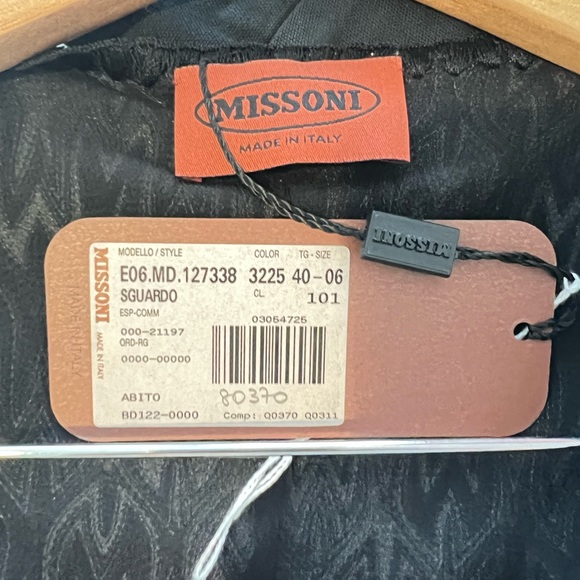 MISSONI
MADE IN ITALY
MISSONI
MISSONI MADE IN ITALY
MODELLO / STYLE COLOR TG - SIZE
E06.MD.127338 3225 40-06
SGUARDO CL. 101
ESP-COMM
03054725
000-21197
ORD-RG
0000-00000
ABITO 80370
BD122-0000 Comp: Q0370 Q0311